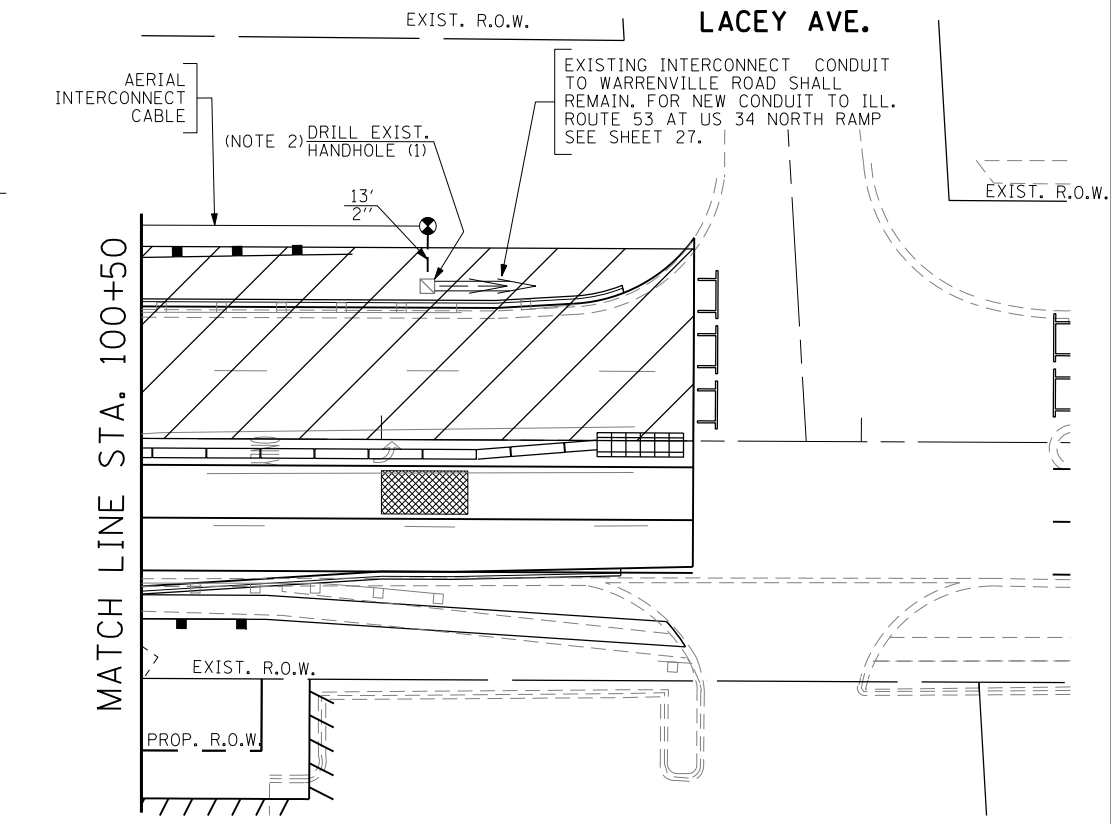 EXIST. R.O.W.
LACEY AVE.
AERIAL
INTERCONNECT
CABLE
EXISTING INTERCONNECT CONDUIT
TO WARRENVILLE ROAD SHALL
REMAIN. FOR NEW CONDUIT TO ILL.
ROUTE 53 AT US 34 NORTH RAMP
SEE SHEET 27.
(NOTE 2) DRILL EXIST.
HANDHOLE (1)
EXIST. R.O.W.
13'
2''
MATCH LINE STA. 100+50
EXIST. R.O.W.
PROP. R.O.W.